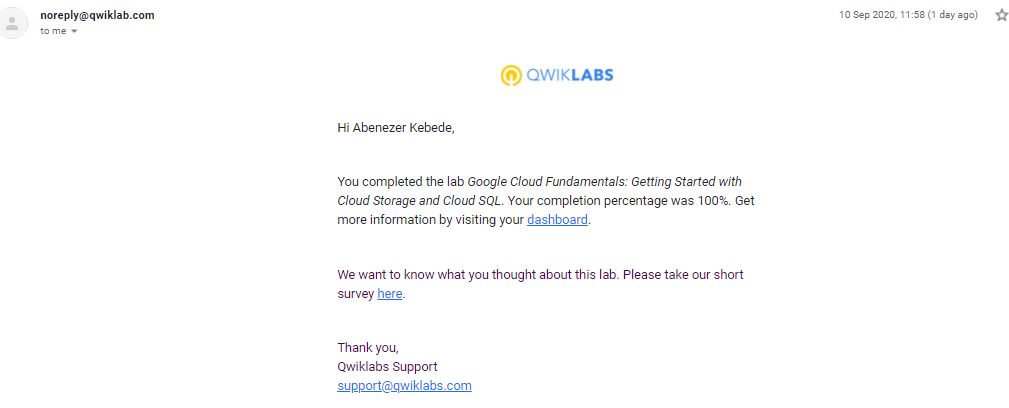 noreply@qwiklab.com
10 Sep 2020, 11:58 (1 day ago)
to me
QWIKLABS
Hi Abenezer Kebede,
You completed the lab Google Cloud Fundamentals: Getting Started with
Cloud Storage and Cloud SQL. Your completion percentage was 100%. Get
more information by visiting your dashboard.
We want to know what you thought about this lab. Please take our short
survey here.
Thank you,
Qwiklabs Support
support@qwiklabs.com